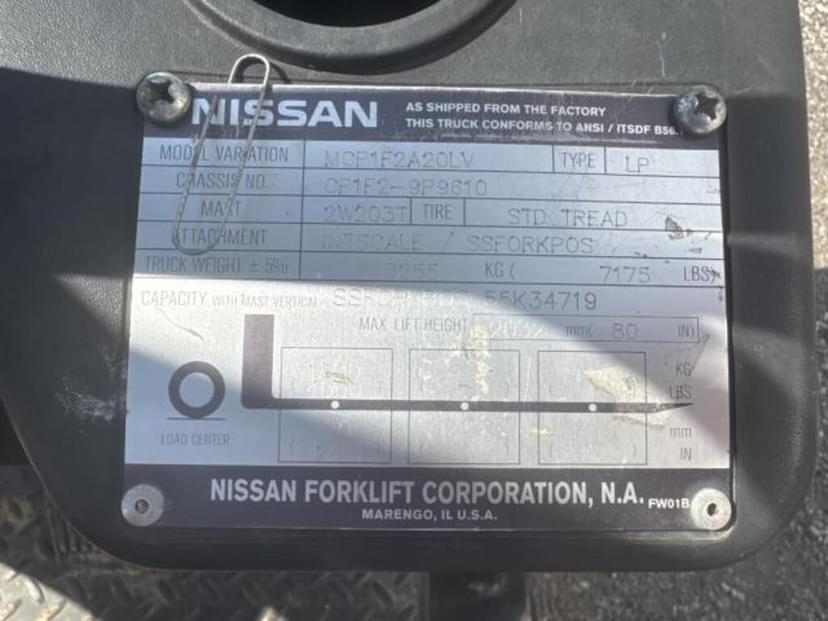 NISSAN
AS SHIPPED FROM THE FACTORY
THIS TRUCK CONFORMS TO ANSI / ITSDF B56.
MODEL VARIATION MCP1F2A20LV TYPE LP
CHASSIS NO. CP1F2-9P9610
MAST 2W203T TIRE STD TREAD
ATTACHMENT INTSCALE / SSFORKPOS
TRUCK WEIGHT ± 5% 3255 KG ( 7175 LBS)
CAPACITY WITH MAST VERTICAL 55K34719
MAX. LIFT HEIGHT 2032 mm( 80 IN)
KG
LBS
mm
IN
LOAD CENTER
NISSAN FORKLIFT CORPORATION, N.A. FW01B
MARENGO, IL U.S.A.